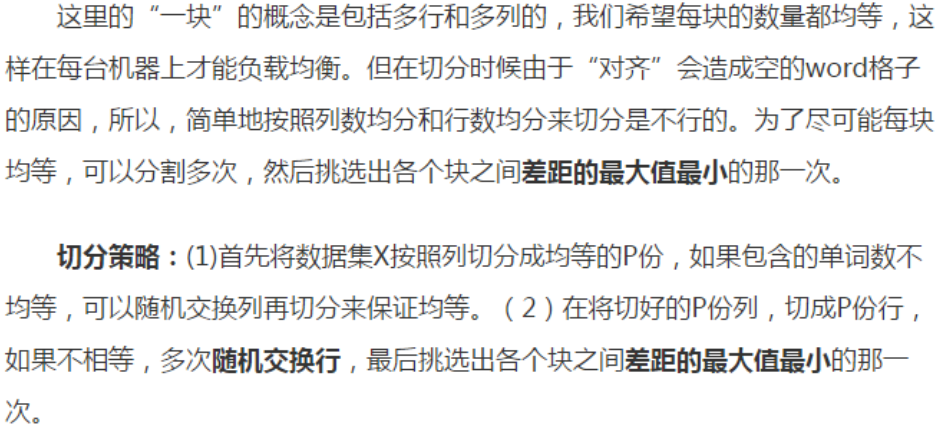 这里的“一块”的概念是包括多行和多列的，我们希望每块的数量都均等，这
样在每台机器上才能负载均衡。但在切分时候由于“对齐”会造成空的word格子
的原因，所以，简单地按照列数均分和行数均分来切分是不行的。为了尽可能每块
均等，可以分割多次，然后挑选出各个块之间差距的最大值最小的那一次。
切分策略：(1)首先将数据集X按照列切分成均等的P份，如果包含的单词数不
均等，可以随机交换列再切分来保证均等。（2）在将切好的P份列，切成P份行，
如果不相等，多次随机交换行，最后挑选出各个块之间差距的最大值最小的那一
次。